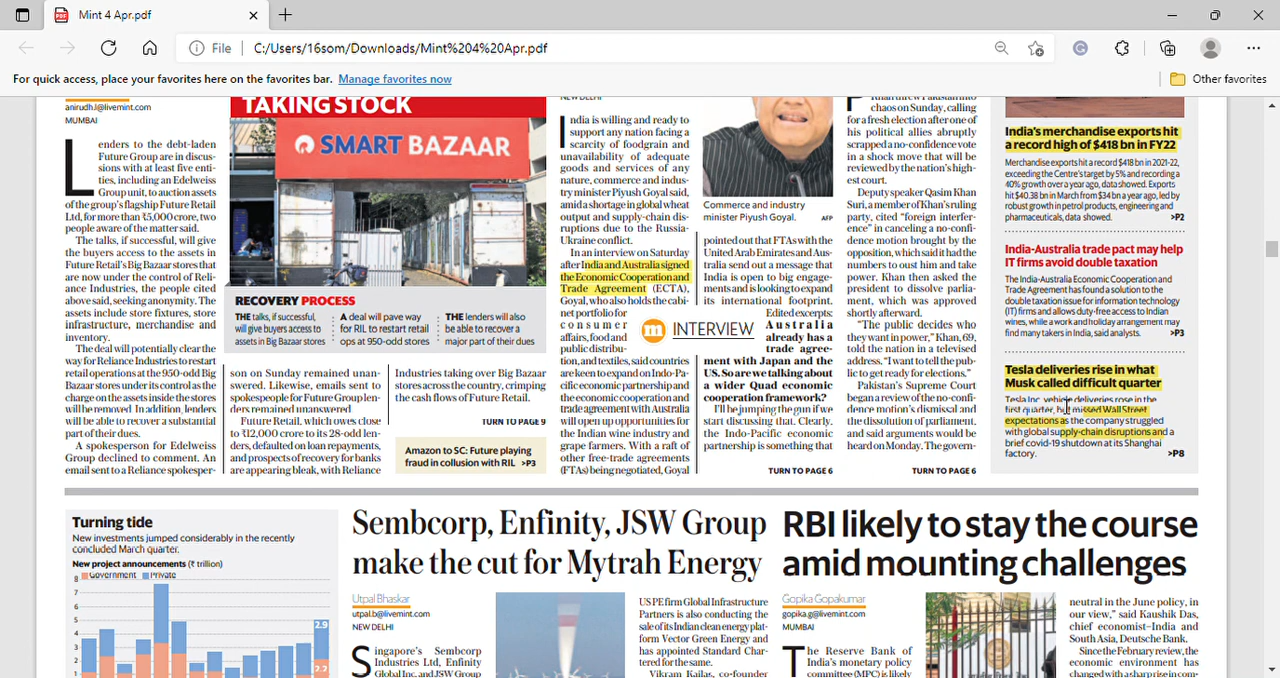 Mint 4 Apr.pdf
File
C:/Users/16som/Downloads/Mint%204%20Apr.pdf
For quick access, place your favorites here on the favorites bar. Manage favorites now
Other favorites
anirudh.l@livemint.com
MUMBAI
Lenders to the debt-laden
Future Group are in discus-
sions with at least five enti-
ties, including an Edelweiss
Group unit, to auction assets
of the group's flagship Future Retail
Ltd, for more than ₹5,000 crore, two
people aware of the matter said.
The talks, if successful, will give
the buyers access to the assets in
Future Retail's Big Bazaar stores that
are now under the control of Reli-
ance Industries, the people cited
above said, seeking anonymity. The
assets include store fixtures, store
infrastructure, merchandise and
inventory.
The deal will potentially clear the
way for Reliance Industries to restart
retail operations at the 950-odd Big
Bazaar stores under its control as the
charge on the assets inside the stores
will be removed. In addition, lenders
will be able to recover a substantial
part of their dues.
A spokesperson for Edelweiss
Group declined to comment. An
email sent to a Reliance spokesper-
TAKING STOCK
SMART BAZAAR
RECOVERY PROCESS
THE talks, if successful,
will give buyers access to
assets in Big Bazaar stores
A deal will pave way
for RIL to restart retail
ops at 950-odd stores
THE lenders will also
be able to recover a
major part of their dues
son on Sunday remained unan-
swered. Likewise, emails sent to
spokespeople for Future Group len-
ders remained unanswered.
Future Retail, which owes close
to ₹12,000 crore to its 28-odd len-
ders, defaulted on loan repayments,
and prospects of recovery for banks
are appearing bleak, with Reliance
Industries taking over Big Bazaar
stores across the country, crimping
the cash flows of Future Retail.
TURN TO PAGE 9
Amazon to SC: Future playing
fraud in collusion with RIL >P3
NEW DELHI
India is willing and ready to
support any nation facing a
scarcity of foodgrain and
unavailability of adequate
goods and services of any
nature, commerce and indus-
try minister Piyush Goyal said,
amid a shortage in global wheat
output and supply-chain dis-
ruptions due to the Russia-
Ukraine conflict.
In an interview on Saturday
after India and Australia signed
the Economic Cooperation and
Trade Agreement (ECTA),
Goyal, who also holds the cabi-
net portfolio for
consumer
affairs, food and
public distribu-
tion, and textiles, said countries
are keen to expand on Indo-Pa-
cific economic partnership and
the economic cooperation and
trade agreement with Australia
will open up opportunities for
the Indian wine industry and
grape farmers. With a raft of
other free-trade agreements
(FTAs) being negotiated, Goyal
Commerce and industry
minister Piyush Goyal. AFP
pointed out that FTAs with the
United Arab Emirates and Aus-
tralia send out a message that
India is open to big engage-
ments and is looking to expand
its international footprint.
Edited excerpts:
m INTERVIEW
Australia
already has a
trade agree-
ment with Japan and the
US. So are we talking about
a wider Quad economic
cooperation framework?
I'll be jumping the gun if we
start discussing that. Clearly,
the Indo-Pacific economic
partnership is something that
TURN TO PAGE 6
chaos on Sunday, calling
for a fresh election after one of
his political allies abruptly
scrapped a no-confidence vote
in a shock move that will be
reviewed by the nation's high-
est court.
Deputy speaker Qasim Khan
Suri, a member of Khan's ruling
party, cited "foreign interfer-
ence" in canceling a no-confi-
dence motion brought by the
opposition, which said it had the
numbers to oust him and take
power. Khan then asked the
president to dissolve parlia-
ment, which was approved
shortly afterward.
"The public decides who
they want in power," Khan, 69,
told the nation in a televised
address, "I want to tell the pub-
lic to get ready for elections."
Pakistan's Supreme Court
began a review of the no-confi-
dence motion's dismissal and
the dissolution of parliament,
and said arguments would be
heard on Monday. The govern-
TURN TO PAGE 6
India's merchandise exports hit
a record high of $418 bn in FY22
Merchandise exports hit a record $418 bn in 2021-22,
exceeding the Centre's target by 5% and recording a
40% growth over a year ago, data showed. Exports
hit $40.38 bn in March from $34 bn a year ago, led by
robust growth in petrol products, engineering and
pharmaceuticals, data showed. >P2
India-Australia trade pact may help
IT firms avoid double taxation
The India-Australia Economic Cooperation and
Trade Agreement has found a solution to the
double taxation issue for information technology
(IT) firms and allows duty-free access to Indian
wines, while a work and holiday arrangement may
find many takers in India, said analysts. >P3
Tesla deliveries rise in what
Musk called difficult quarter
Tesla Inc. vehicle deliveries rose in the
first quarter, but missed Wall Street
expectations as the company struggled
with global supply-chain disruptions and a
brief covid-19 shutdown at its Shanghai
factory. >P8
Turning tide
New investments jumped considerably in the recently
concluded March quarter.
New project announcements (₹ trillion)
Government Private
8
7
6
5
4
3
2
1
2.9
2.2
Sembcorp, Enfinity, JSW Group
make the cut for Mytrah Energy
Utpal Bhaskar
utpal.b@livemint.com
NEW DELHI
Singapore's Sembcorp
Industries Ltd, Enfinity
Global Inc. and JSW Group
US PE firm Global Infrastructure
Partners is also conducting the
sale of its Indian clean energy plat-
form Vector Green Energy and
has appointed Standard Char-
tered for the same.
Vikram Kailas, co-founder
RBI likely to stay the course
amid mounting challenges
Gopika Gopakumar
gopika.g@livemint.com
MUMBAI
The Reserve Bank of
India's monetary policy
committee (MPC) is likely
neutral in the June policy, in
our view," said Kaushik Das,
chief economist–India and
South Asia, Deutsche Bank.
Since the February review, the
economic environment has
changed with a sharp rise in com-